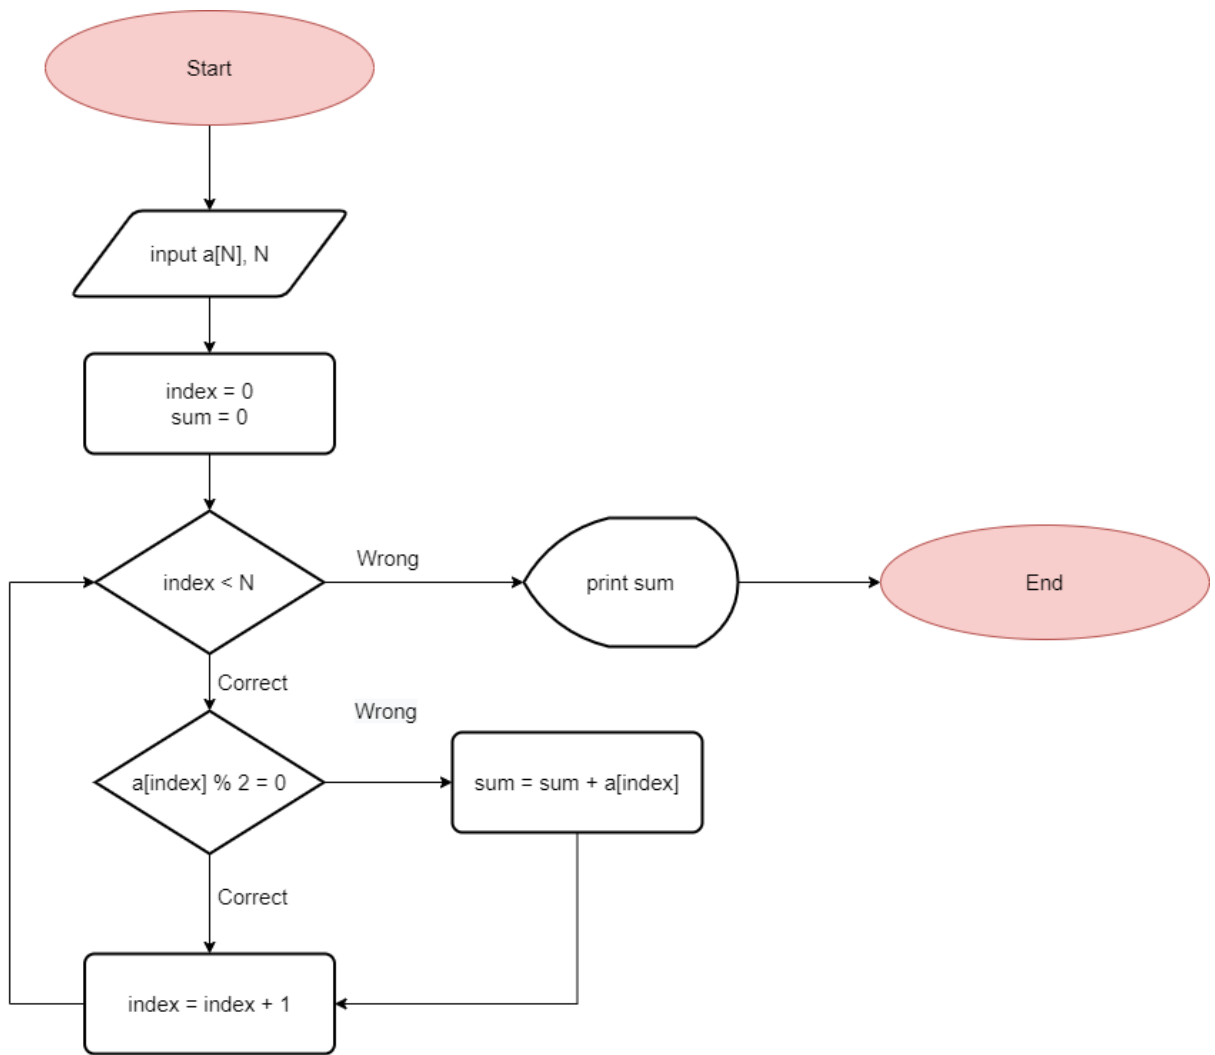 Start
input a[N], N
index = 0
sum = 0
index < N
Wrong
print sum
End
Correct
Wrong
a[index] % 2 = 0
sum = sum + a[index]
Correct
index = index + 1